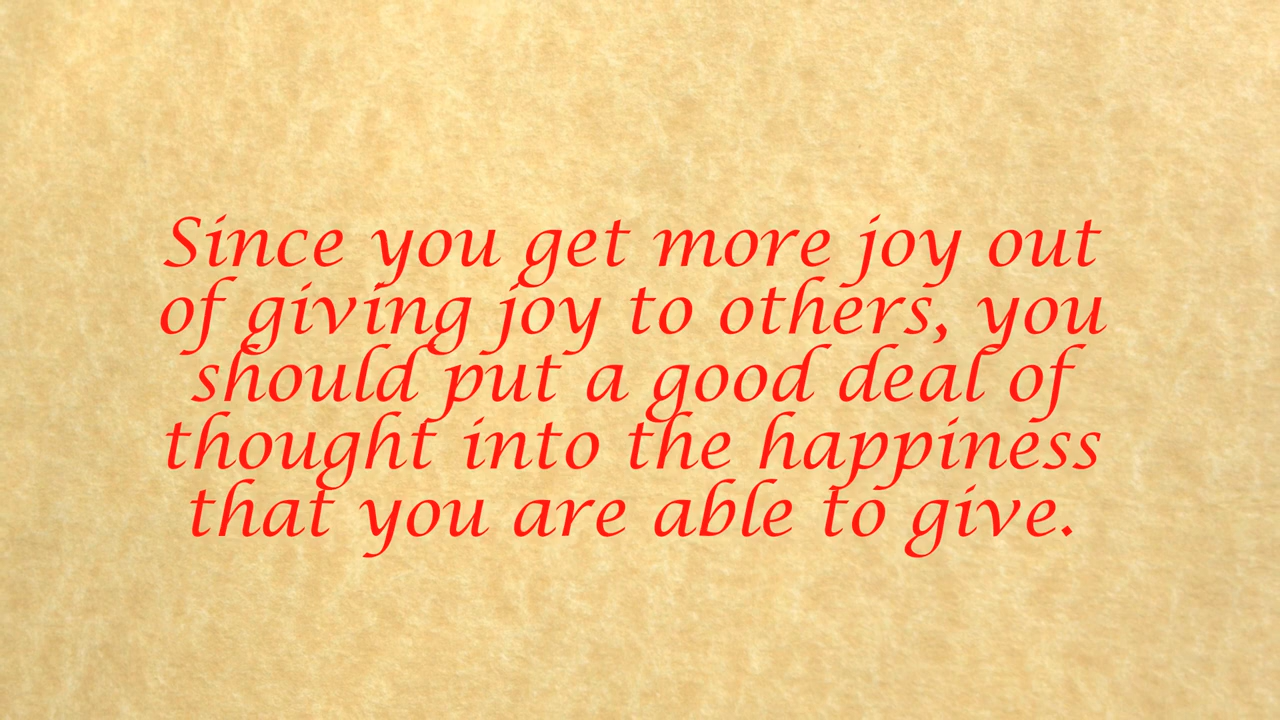 Since you get more joy out
of giving joy to others, you
should put a good deal of
thought into the happiness
that you are able to give.